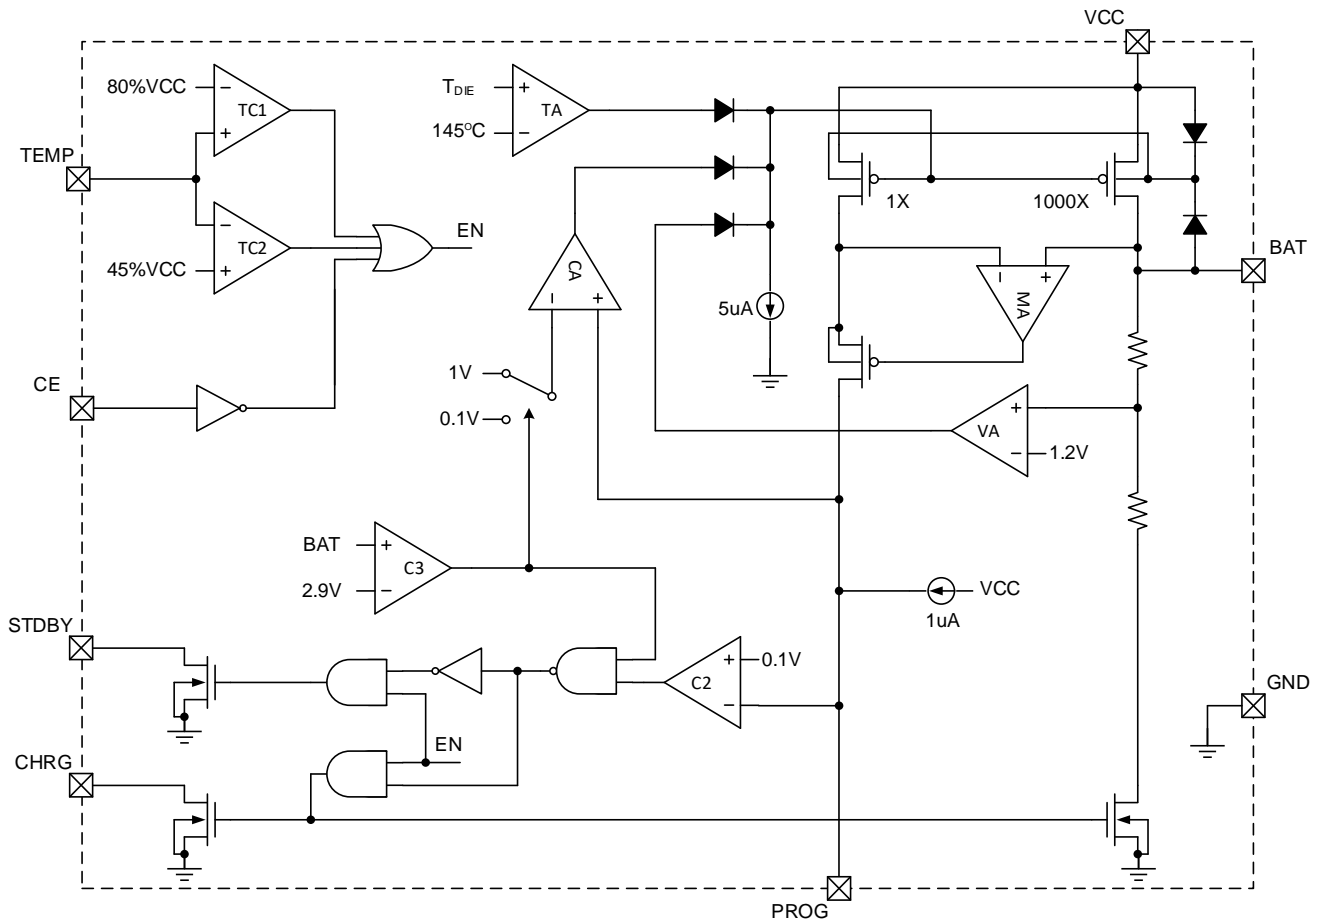 VCC
80%VCC
−
TC1
+
TEMP
−
TC2
45%VCC
+
EN
CE
T_DIE
+
TA
145°C
−
CA
−
+
1V
0.1V
5uA
1X
1000X
−
+
MA
BAT
+
VA
−
1.2V
BAT
+
C3
2.9V
−
VCC
1uA
STDBY
+
0.1V
C2
−
GND
EN
CHRG
PROG